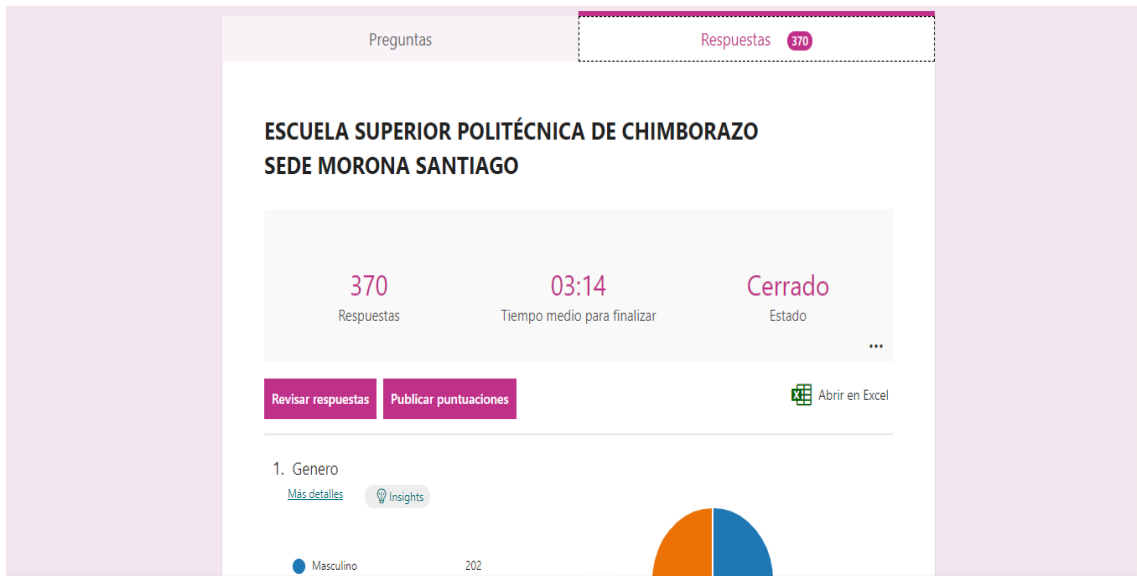 Preguntas
Respuestas 370
ESCUELA SUPERIOR POLITÉCNICA DE CHIMBORAZO
SEDE MORONA SANTIAGO
370 03:14 Cerrado
Respuestas Tiempo medio para finalizar Estado
Revisar respuestas Publicar puntuaciones Abrir en Excel
1. Genero
Más detalles Insights
Masculino 202